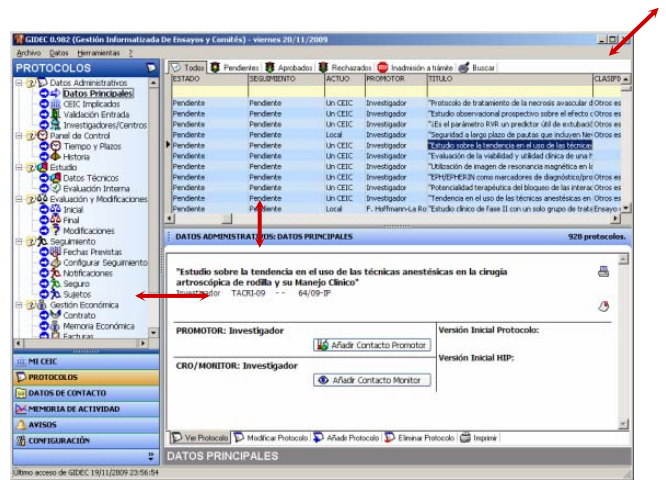 GIDEC 0.982 (Gestión Informatizada De Ensayos y Comités) - viernes 20/11/2009
Archivo Datos Herramientas ?
PROTOCOLOS
Datos Administrativos
Datos Principales
CEIC Implicados
Validación Entrada
Investigadores/Centros
Panel de Control
Tiempo y Plazos
Historia
Estudio
Datos Técnicos
Evaluación Interna
Evaluación y Modificaciones
Inicial
Final
Modificaciones
Seguimiento
Fechas Previstas
Configurar Seguimiento
Notificaciones
Seguro
Sujetos
Gestión Económica
Contrato
Memoria Económica
Facturas
MI CEIC
PROTOCOLOS
DATOS DE CONTACTO
MEMORIA DE ACTIVIDAD
AVISOS
CONFIGURACIÓN
Último acceso de GIDEC 19/11/2009 23:56:54
Todos Pendientes Aprobados Rechazados Inadmisión a trámite Buscar
ESTADO SEGUIMIENTO ACTUO PROMOTOR TITULO CLASIFD
Pendiente Pendiente Un CEIC Investigador "Protocolo de tratamiento de la necrosis avascular d Otros es
Pendiente Pendiente Un CEIC Investigador "Estudio observacional prospectivo sobre el efecto d Otros es
Pendiente Pendiente Un CEIC Investigador "¿Es el parámetro RVR un predictor útil de extubaci Otros es
Pendiente Pendiente Local Investigador "Seguridad a largo plazo de pautas que incluyen Nev Otros es
Pendiente Pendiente Un CEIC Investigador "Estudio sobre la tendencia en el uso de las técnicas
Pendiente Pendiente Un CEIC Investigador "Evaluación de la viabilidad y utilidad clínica de una h
Pendiente Pendiente Un CEIC Investigador "Utilización de imagen de resonancia magnética en lo
Pendiente Pendiente Un CEIC Investigador "EPH/EPHERIN como marcadores de diagnóstico/pro Otros es
Pendiente Pendiente Un CEIC Investigador "Potencialidad terapéutica del bloqueo de las interac Otros es
Pendiente Pendiente Un CEIC Investigador "Tendencia en el uso de las técnicas anestésicas en Otros es
Pendiente Pendiente Local F. Hoffmann-La Ro "Estudio clínico de fase II con un solo grupo de trata Ensayo
DATOS ADMINISTRATIVOS: DATOS PRINCIPALES 928 protocolos.
"Estudio sobre la tendencia en el uso de las técnicas anestésicas en la cirugía
artroscópica de rodilla y su Manejo Clínico"
Investigador TACRI-09 - - 64/09-IP
PROMOTOR: Investigador
Añadir Contacto Promotor
CRO/MONITOR: Investigador
Añadir Contacto Monitor
Versión Inicial Protocolo:
Versión Inicial HIP:
Ver Protocolo Modificar Protocolo Añadir Protocolo Eliminar Protocolo Imprimir
DATOS PRINCIPALES